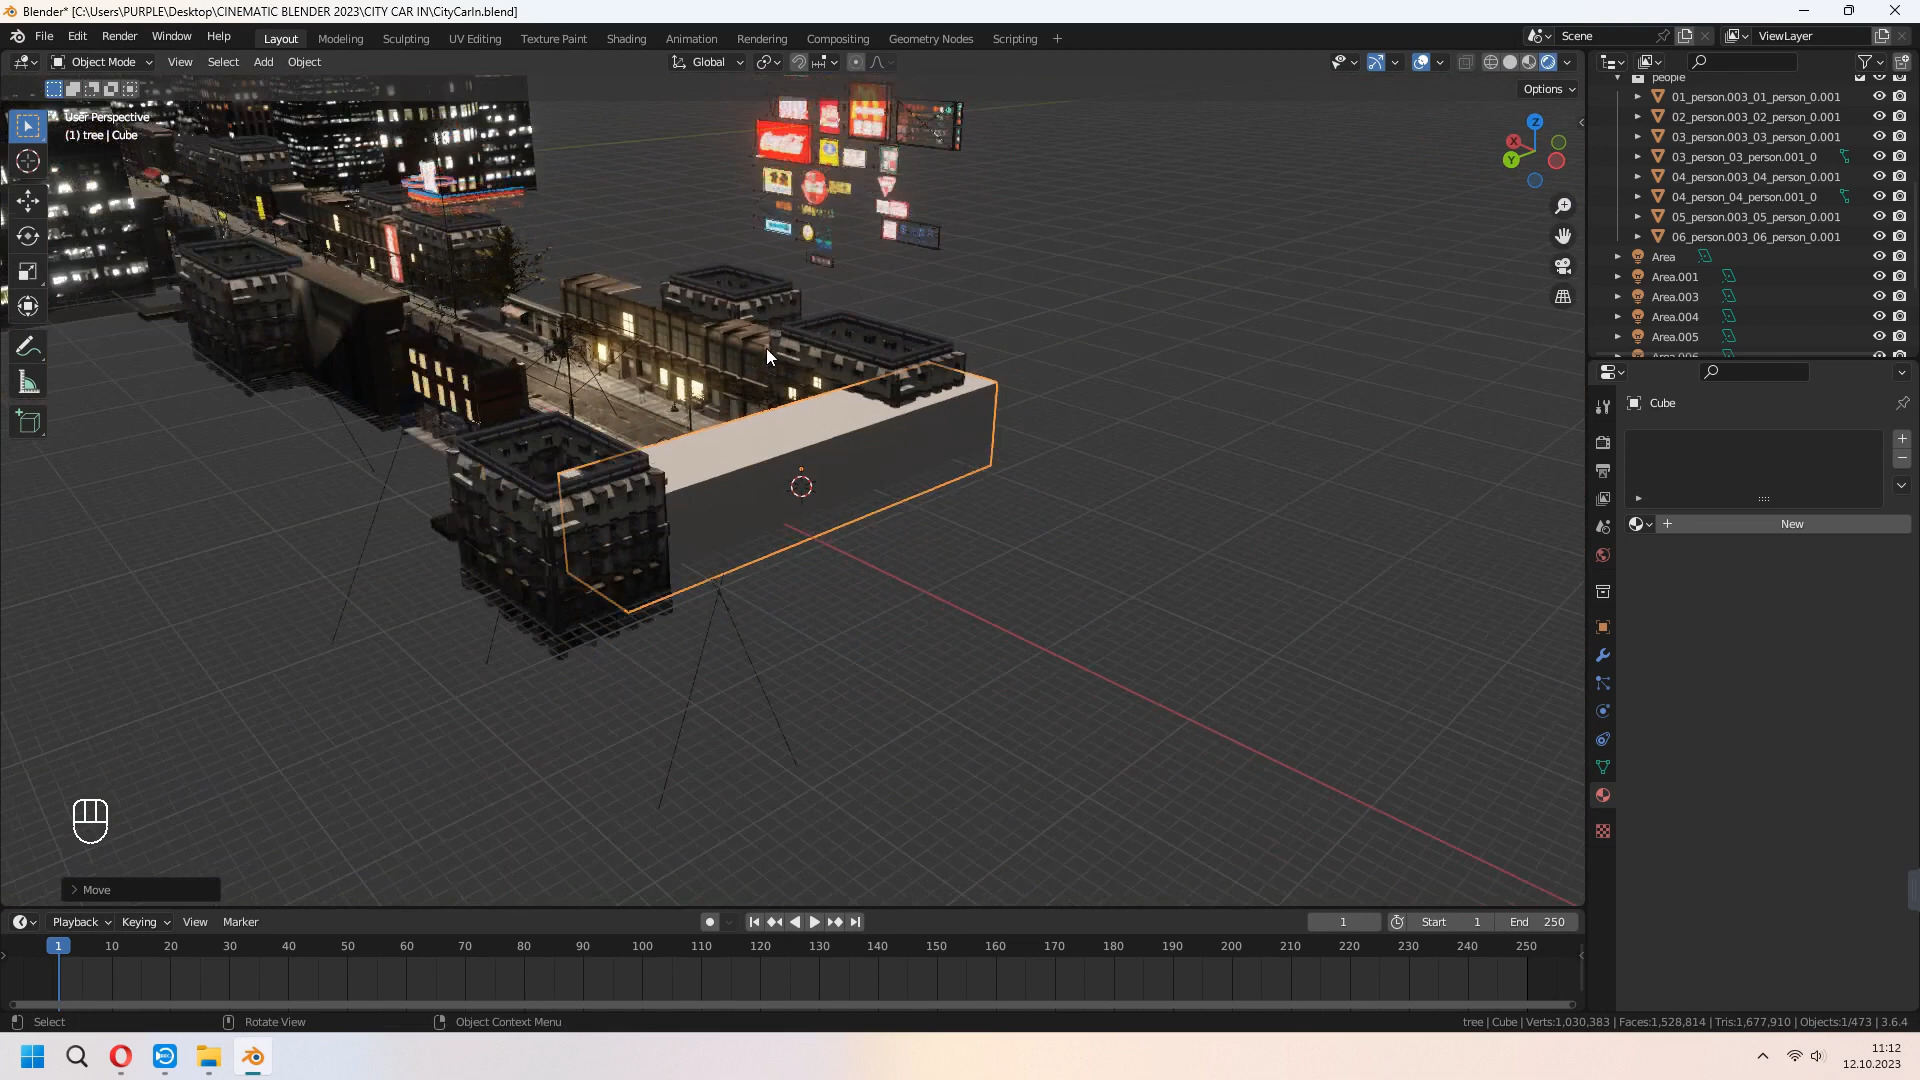 Blender* [C:\Users\PURPLE\Desktop\CINEMATIC BLENDER 2023\CITY CAR IN\CityCarIn.blend]
File Edit Render Window Help Layout Modeling Sculpting UV Editing Texture Paint Shading Animation Rendering Compositing Geometry Nodes Scripting + Scene ViewLayer
Object Mode View Select Add Object Global
Options
User Perspective
(1) tree | Cube
Z
X
Y
people
01_person.003_01_person_0.001
02_person.003_02_person_0.001
03_person.003_03_person_0.001
03_person_03_person.001_0
04_person.003_04_person_0.001
04_person_04_person.001_0
05_person.003_05_person_0.001
06_person.003_06_person_0.001
Area
Area.001
Area.003
Area.004
Area.005
Area.006
Cube
New
Move
Playback Keying View Marker 1 Start 1 End 250
1 10 20 30 40 50 60 70 80 90 100 110 120 130 140 150 160 170 180 190 200 210 220 230 240 250
Select Rotate View Object Context Menu tree | Cube | Verts:1,030,383 | Faces:1,528,814 | Tris:1,677,910 | Objects:1/473 | 3.6.4
11:12
12.10.2023